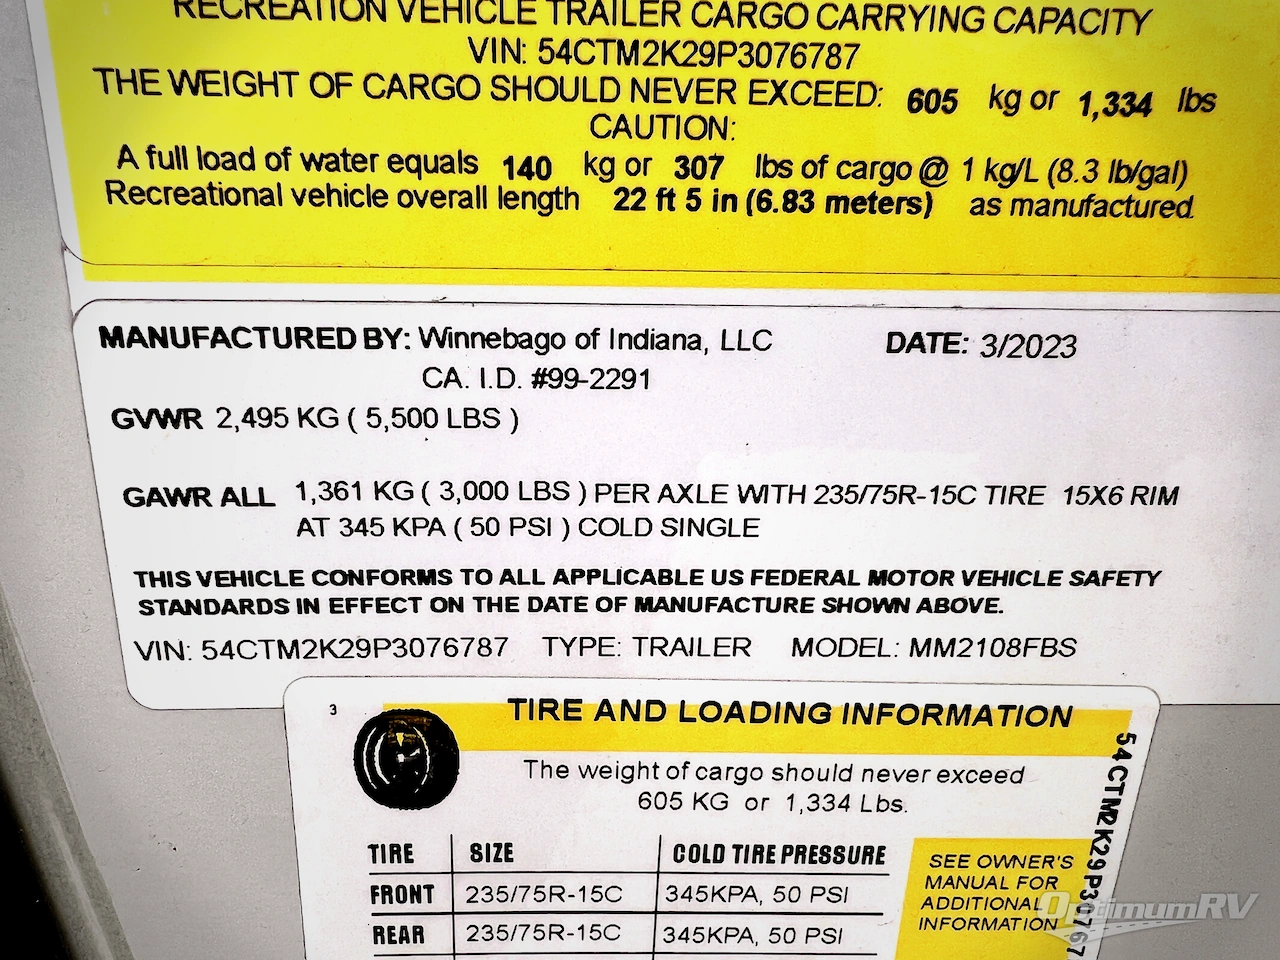 RECREATION VEHICLE TRAILER CARGO CARRYING CAPACITY
VIN: 54CTM2K29P3076787
THE WEIGHT OF CARGO SHOULD NEVER EXCEED: 605 kg or 1,334 lbs
CAUTION:
A full load of water equals 140 kg or 307 lbs of cargo @ 1 kg/L (8.3 lb/gal)
Recreational vehicle overall length 22 ft 5 in (6.83 meters) as manufactured.
MANUFACTURED BY: Winnebago of Indiana, LLC DATE: 3/2023
CA. I.D. #99-2291
GVWR 2,495 KG ( 5,500 LBS )
GAWR ALL 1,361 KG ( 3,000 LBS ) PER AXLE WITH 235/75R-15C TIRE 15X6 RIM
AT 345 KPA ( 50 PSI ) COLD SINGLE
THIS VEHICLE CONFORMS TO ALL APPLICABLE US FEDERAL MOTOR VEHICLE SAFETY
STANDARDS IN EFFECT ON THE DATE OF MANUFACTURE SHOWN ABOVE.
VIN: 54CTM2K29P3076787 TYPE: TRAILER MODEL: MM2108FBS
3
TIRE AND LOADING INFORMATION
The weight of cargo should never exceed
605 KG or 1,334 Lbs.
TIRE SIZE COLD TIRE PRESSURE
FRONT 235/75R-15C 345KPA, 50 PSI
REAR 235/75R-15C 345KPA, 50 PSI
SEE OWNER'S
MANUAL FOR
ADDITIONAL
INFORMATION
54CTM2K29P30767
OptimumRV